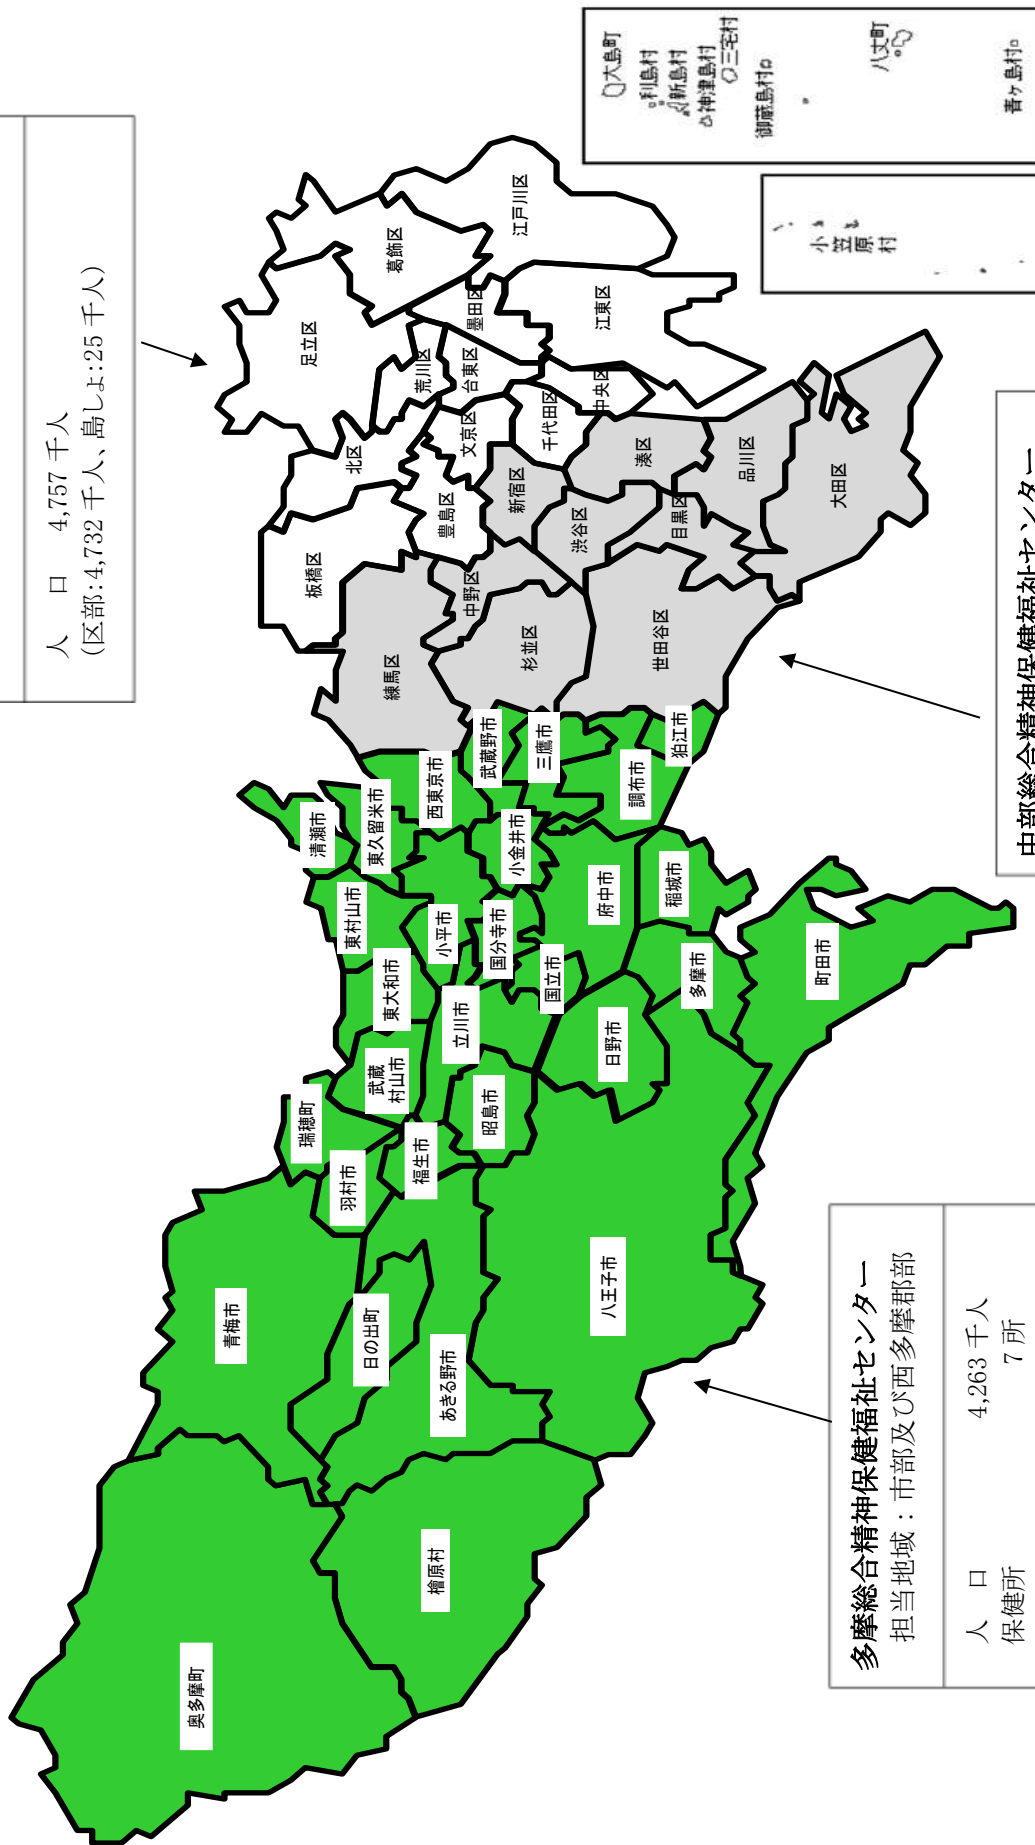 人 口 4,757 千人
(区部:4,732 千人、島しょ:25 千人)
大島町
利島村
新島村
神津島村
三宅村
御蔵島村
八丈町
青ヶ島村
小笠原村
足立区
葛飾区
江戸川区
墨田区
江東区
荒川区
台東区
中央区
北区
文京区
千代田区
板橋区
豊島区
新宿区
湊区
品川区
大田区
渋谷区
目黒区
中野区
練馬区
杉並区
世田谷区
武蔵野市
三鷹市
狛江市
調布市
西東京市
清瀬市
東久留米市
小金井市
東村山市
小平市
国分寺市
府中市
稲城市
東大和市
立川市
国立市
多摩市
町田市
日野市
武蔵
村山市
昭島市
瑞穂町
羽村市
福生市
青梅市
日の出町
あきる野市
八王子市
奥多摩町
檜原村
中部総合精神保健福祉センター
多摩総合精神保健福祉センター
担当地域：市部及び西多摩郡部
人 口 4,263 千人
保健所 7 所